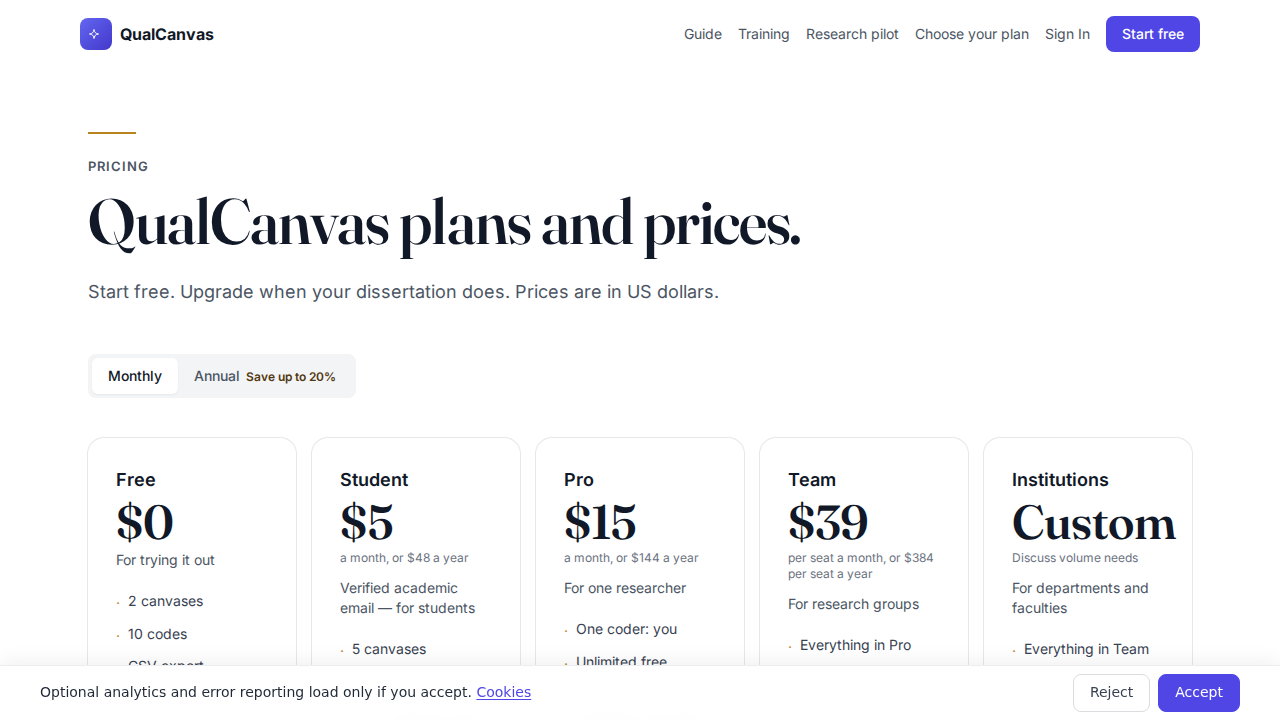 QualCanvas
Guide
Training
Research pilot
Choose your plan
Sign In
Start free
PRICING
QualCanvas plans and prices.
Start free. Upgrade when your dissertation does. Prices are in US dollars.
Monthly
Annual Save up to 20%
Free
$0
For trying it out
· 2 canvases
· 10 codes
CSV export
Student
$5
a month, or $48 a year
Verified academic
email — for students
· 5 canvases
Pro
$15
a month, or $144 a year
For one researcher
· One coder: you
· Unlimited free
Team
$39
per seat a month, or $384
per seat a year
For research groups
· Everything in Pro
Institutions
Custom
Discuss volume needs
For departments and
faculties
· Everything in Team
Optional analytics and error reporting load only if you accept. Cookies
Reject
Accept